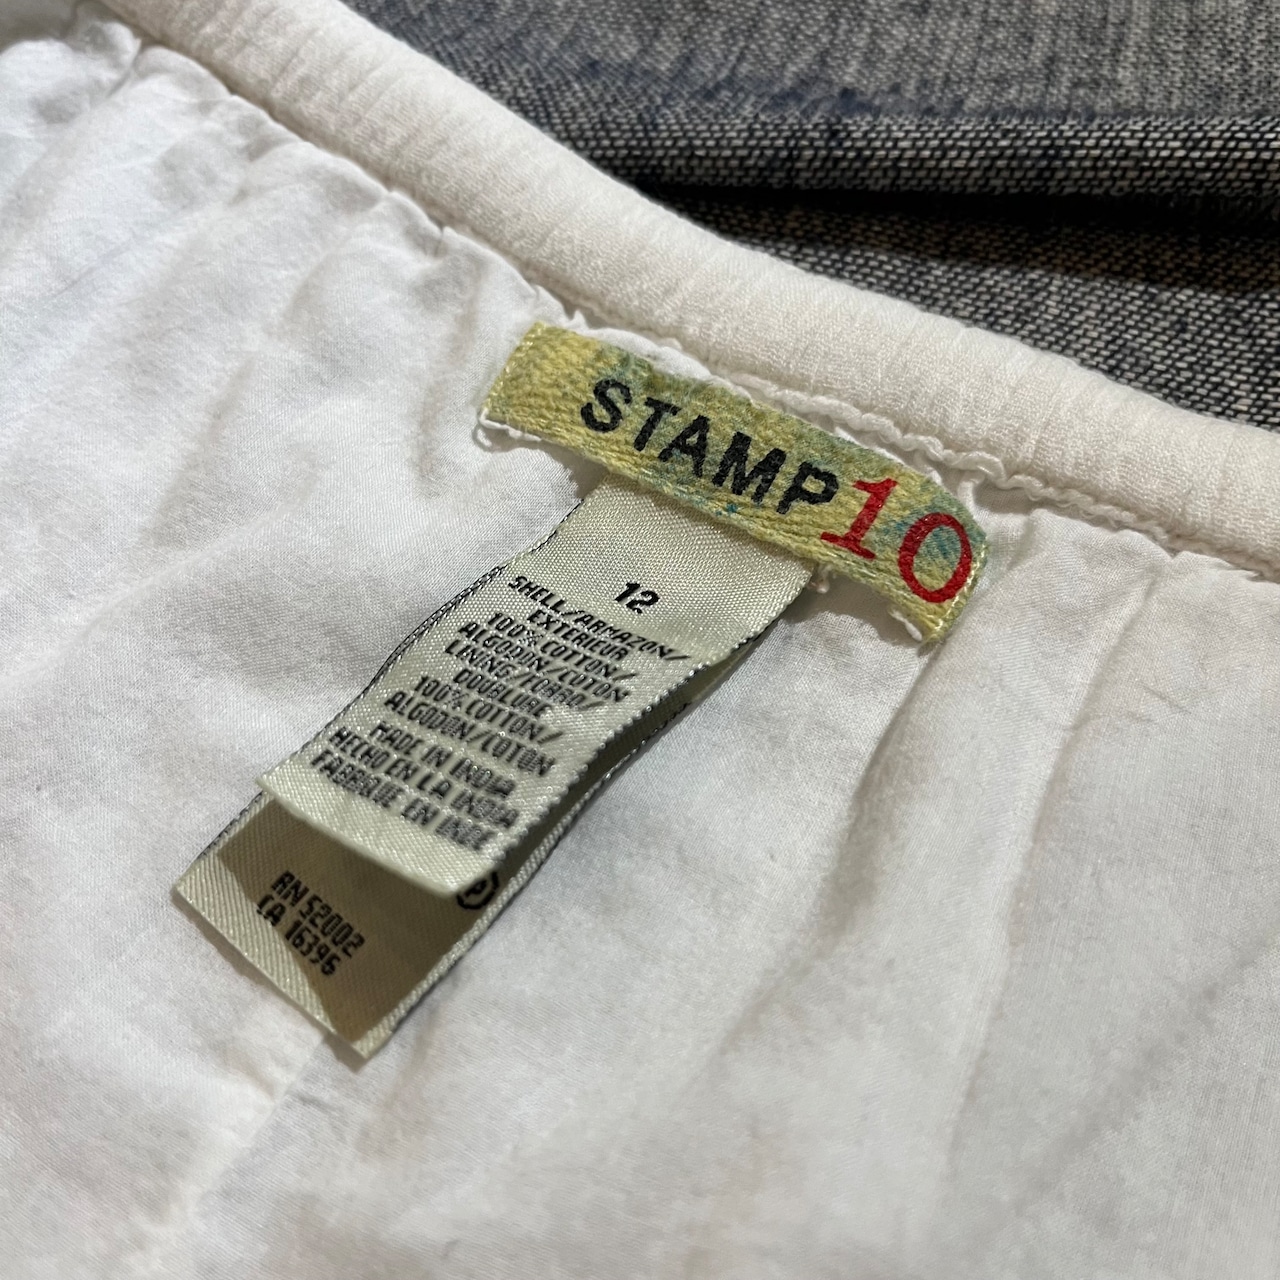 STAMP10
12
SHELL/ARMAZON/
EXTERIEUR
100% COTTON/
ALGODON/COTON
LINING/FORRO/
DOUBLURE
100% COTTON/
ALGODON/COTON
MADE IN INDIA
HECHO EN LA INDIA
FABRIQUE EN INDE
P
RN 52002
CA 16396